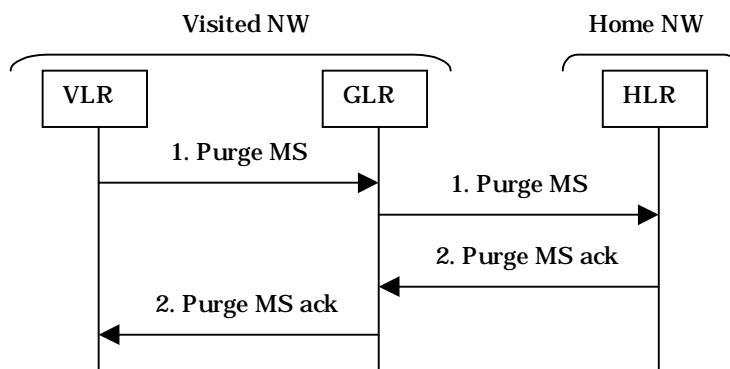 Visited NW
Home NW
VLR
GLR
HLR
1. Purge MS
1. Purge MS
2. Purge MS ack
2. Purge MS ack